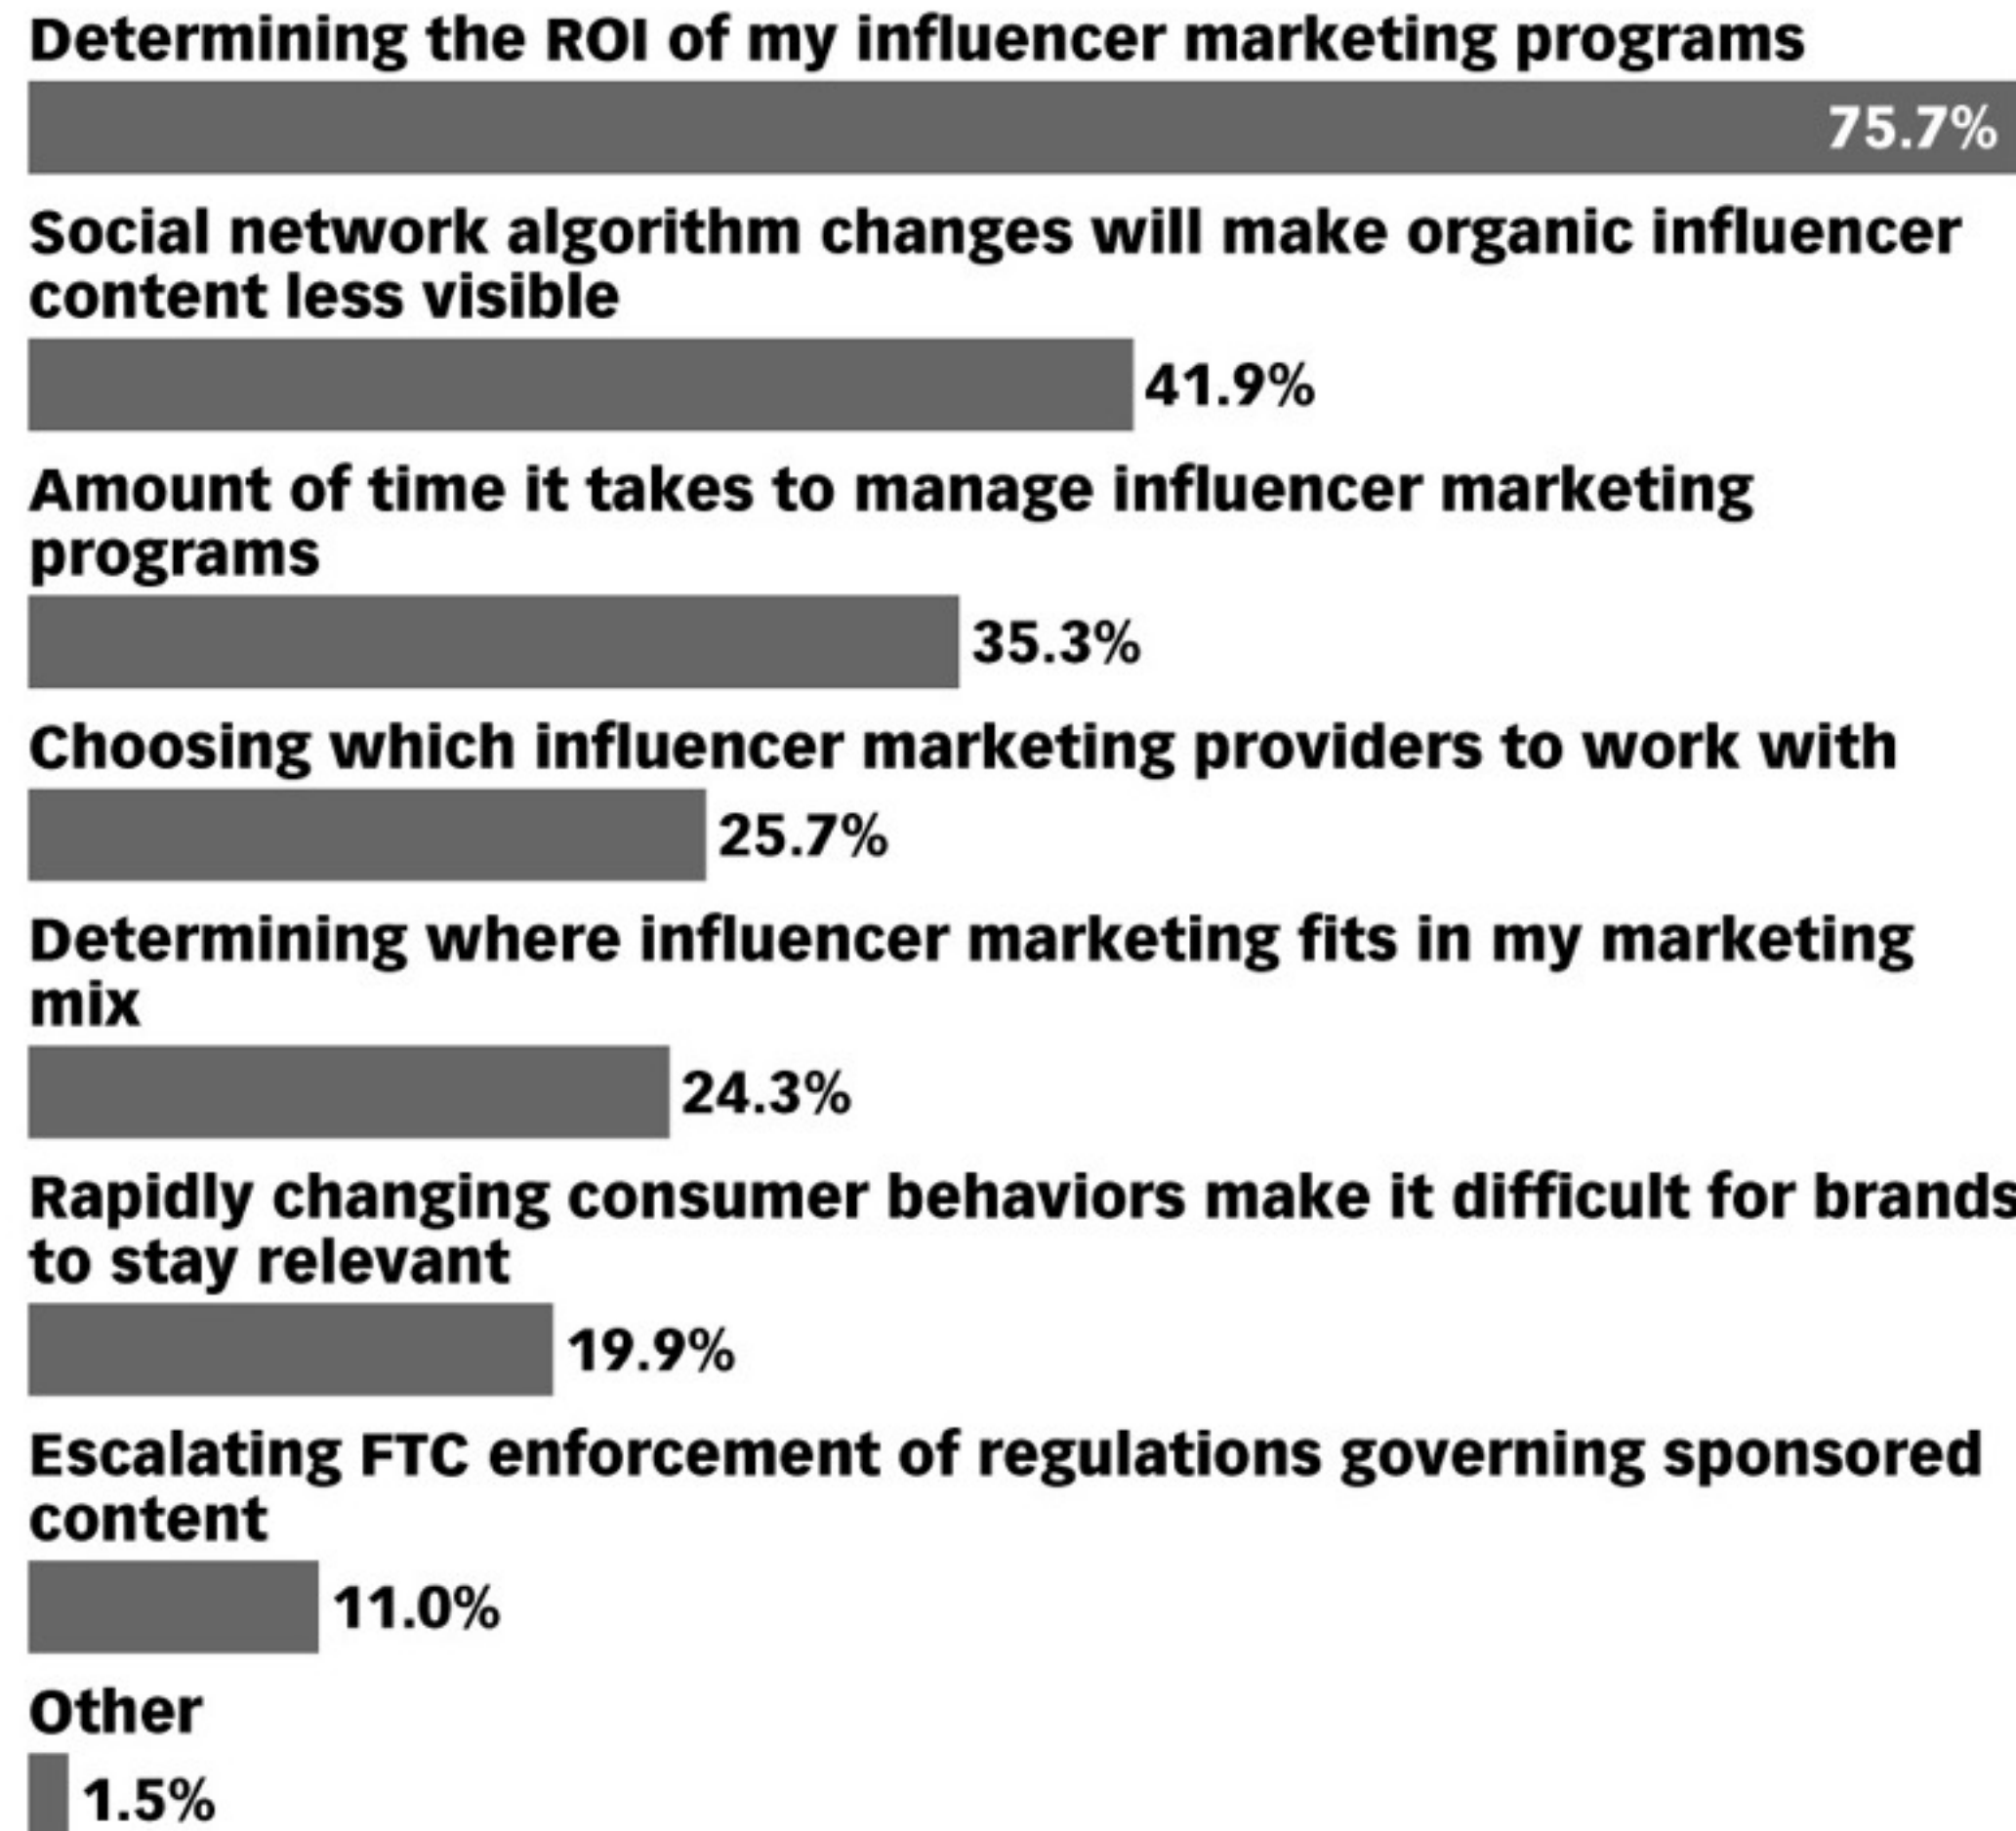 Determining the ROI of my influencer marketing programs
75.7%
Social network algorithm changes will make organic influencer
content less visible
41.9%
Amount of time it takes to manage influencer marketing
programs
35.3%
Choosing which influencer marketing providers to work with
25.7%
Determining where influencer marketing fits in my marketing
mix
24.3%
Rapidly changing consumer behaviors make it difficult for brands
to stay relevant
19.9%
Escalating FTC enforcement of regulations governing sponsored
content
11.0%
Other
1.5%